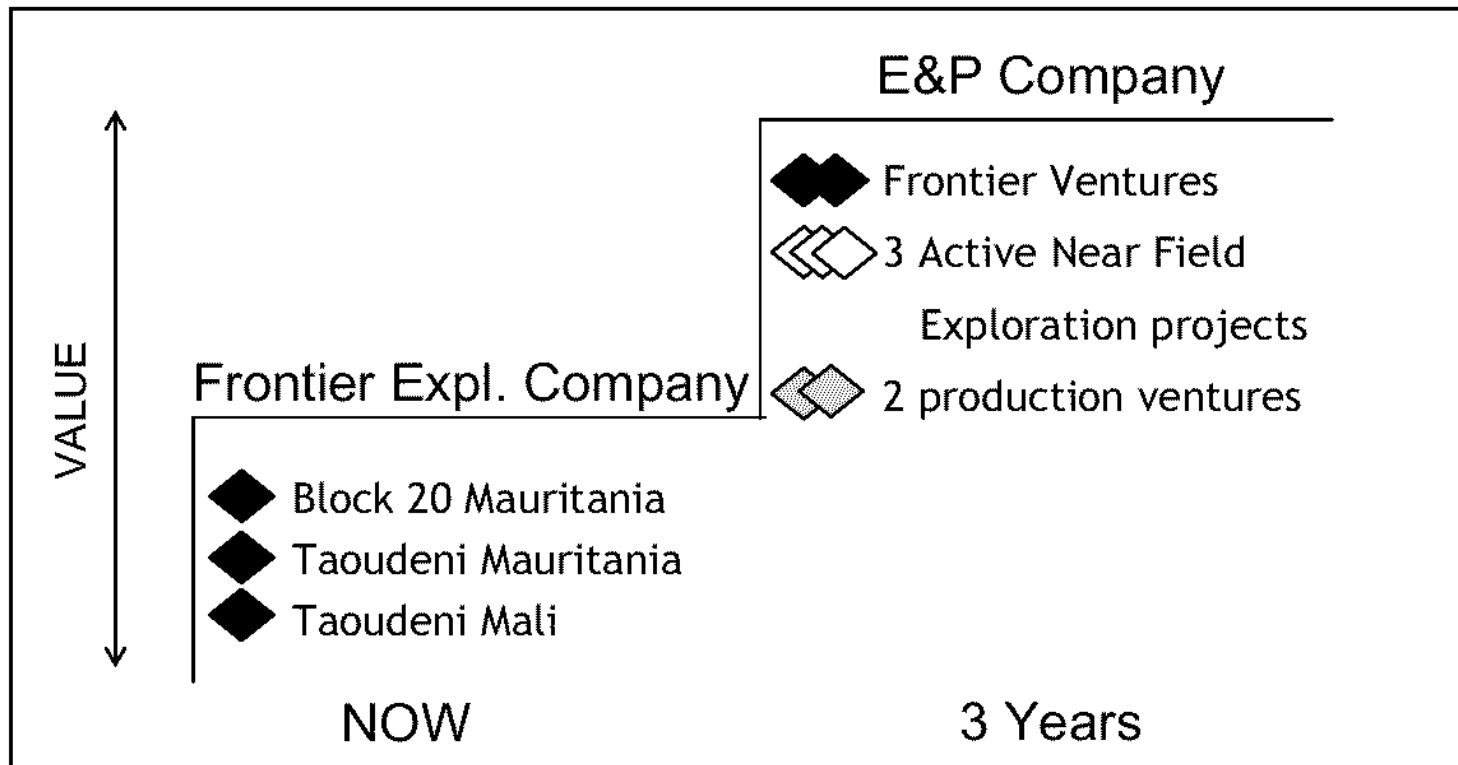 E&P Company
Frontier Ventures
3 Active Near Field
Exploration projects
2 production ventures
VALUE
Frontier Expl. Company
Block 20 Mauritania
Taoudeni Mauritania
Taoudeni Mali
NOW
3 Years